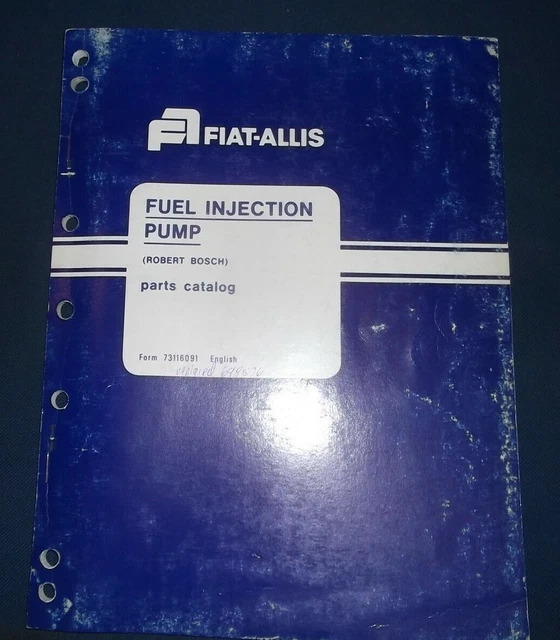 FIAT-ALLIS
FUEL INJECTION
PUMP
(ROBERT BOSCH)
parts catalog
Form 73116091 English